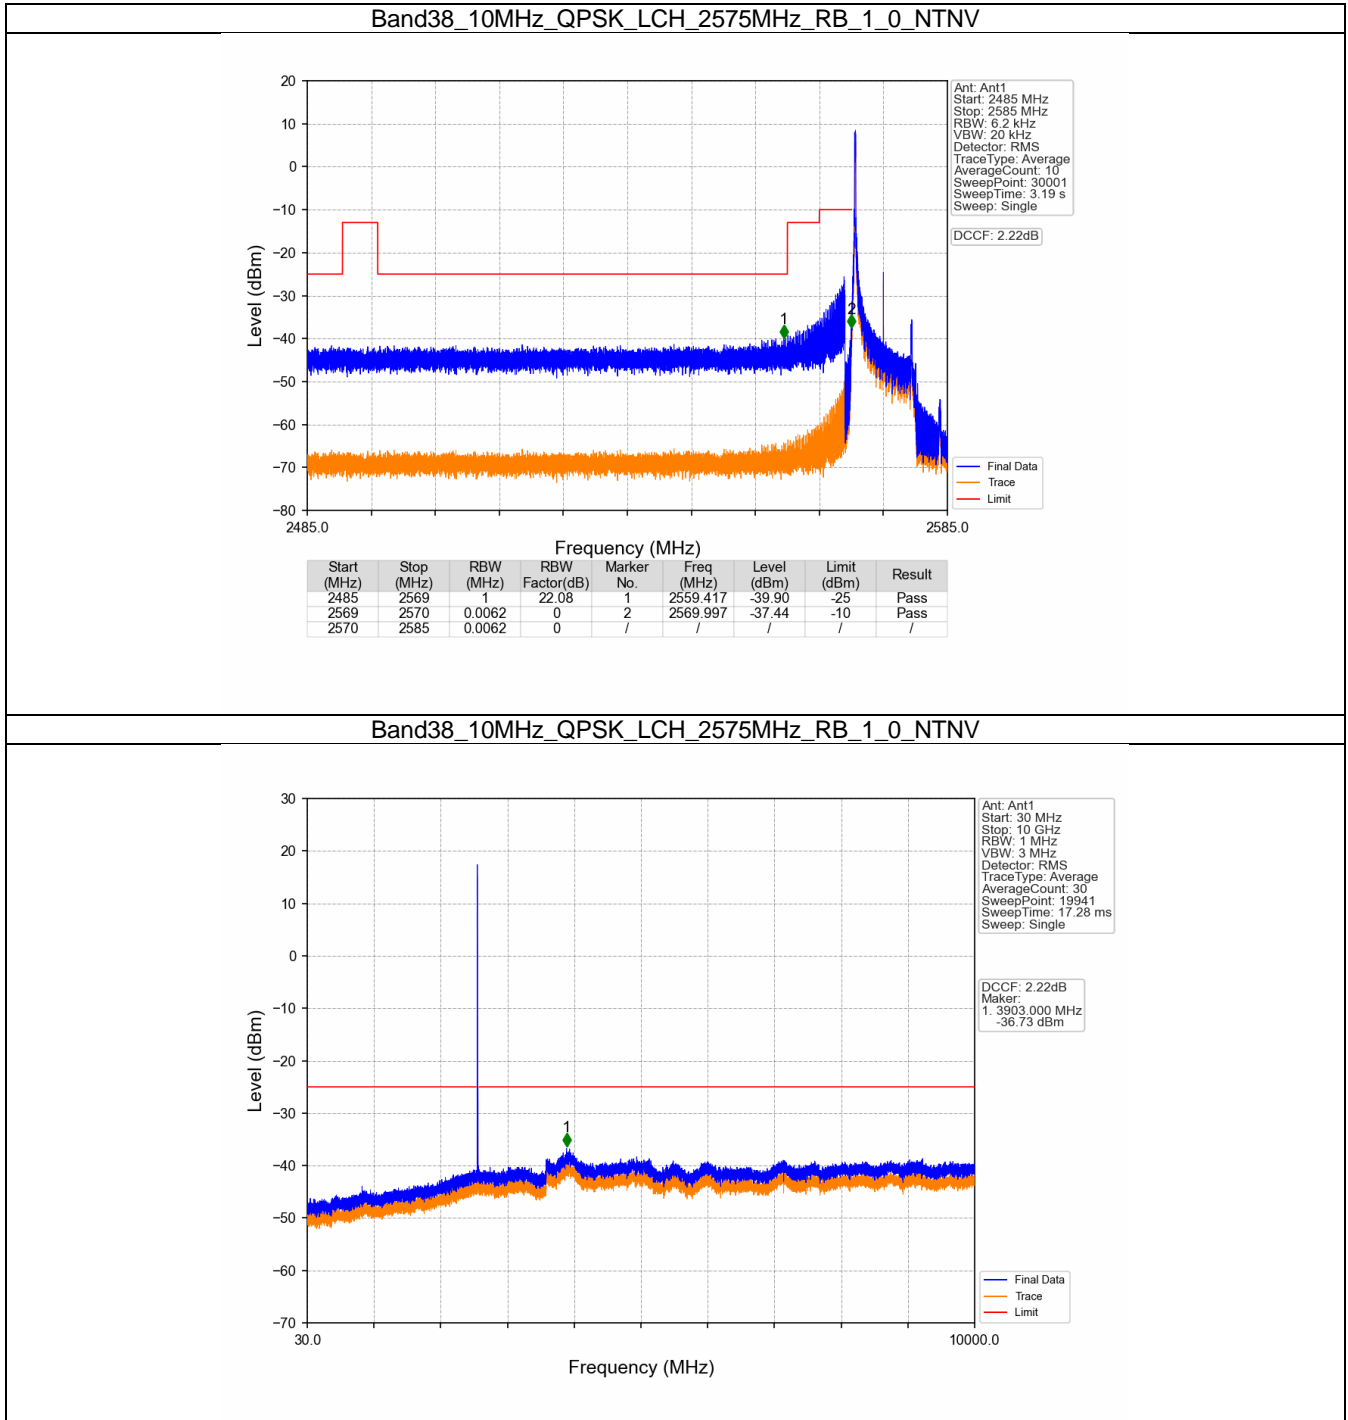 Band38_10MHz_QPSK_LCH_2575MHz_RB_1_0_NTNV
20
10
0
−10
−20
−30
−40
−50
−60
−70
−80
Level (dBm)
1
2
2485.0
2585.0
Frequency (MHz)
Ant: Ant1
Start: 2485 MHz
Stop: 2585 MHz
RBW: 6.2 kHz
VBW: 20 kHz
Detector: RMS
TraceType: Average
AverageCount: 10
SweepPoint: 30001
SweepTime: 3.19 s
Sweep: Single
DCCF: 2.22dB
Final Data
Trace
Limit
Start (MHz) Stop (MHz) RBW (MHz) RBW Factor(dB) Marker No. Freq (MHz) Level (dBm) Limit (dBm) Result
2485 2569 1 22.08 1 2559.417 -39.90 -25 Pass
2569 2570 0.0062 0 2 2569.997 -37.44 -10 Pass
2570 2585 0.0062 0 / / / / /
Band38_10MHz_QPSK_LCH_2575MHz_RB_1_0_NTNV
30
20
10
0
−10
−20
−30
−40
−50
−60
−70
Level (dBm)
1
30.0
10000.0
Frequency (MHz)
Ant: Ant1
Start: 30 MHz
Stop: 10 GHz
RBW: 1 MHz
VBW: 3 MHz
Detector: RMS
TraceType: Average
AverageCount: 30
SweepPoint: 19941
SweepTime: 17.28 ms
Sweep: Single
DCCF: 2.22dB
Maker:
1. 3903.000 MHz
-36.73 dBm
Final Data
Trace
Limit